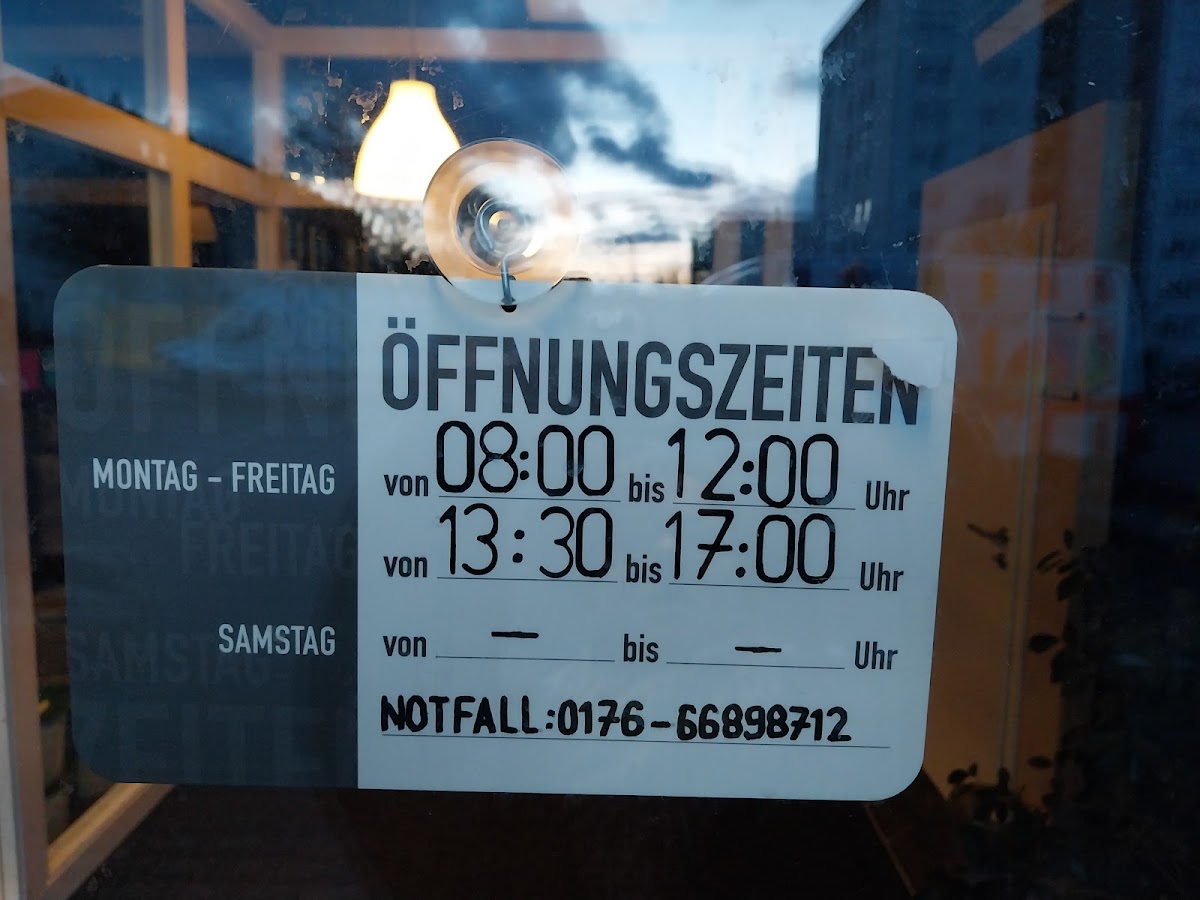 ÖFFNUNGSZEITEN
MONTAG – FREITAG von 08:00 bis 12:00 Uhr
von 13:30 bis 17:00 Uhr
SAMSTAG von — bis — Uhr
NOTFALL: 0176-66898712